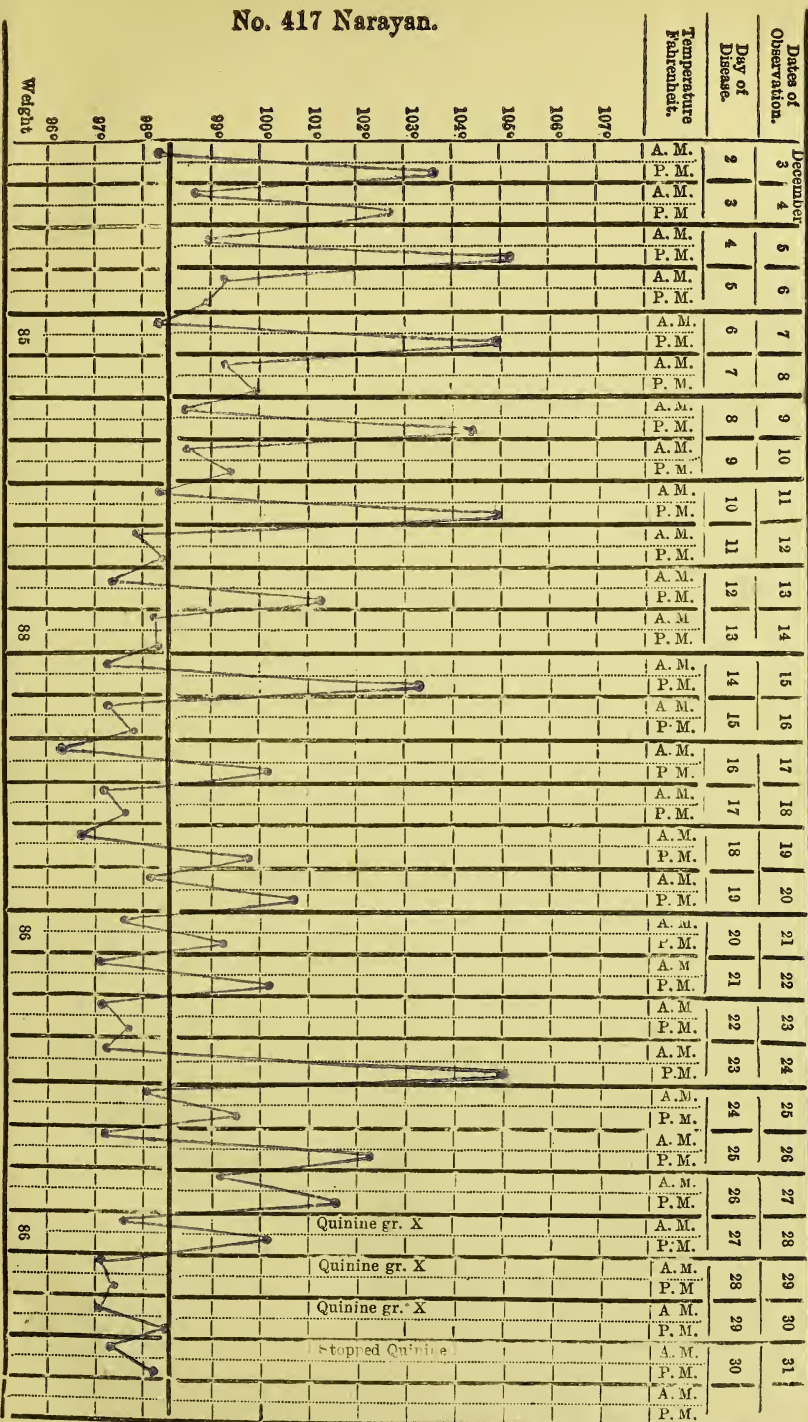 No. 417 Narayan.
Dates of Observation.
Day of Disease.
Temperature Fahrenheit.
107°
106°
105°
104°
103°
102°
101°
100°
99°
98°
97°
96°
Weight
December
3 2 A. M.
P. M.
4 3 A. M.
P. M
5 4 A. M.
P. M.
6 5 A. M.
P. M.
7 6 A. M. 85
P. M.
8 7 A. M.
P. M.
9 8 A. M.
P. M.
10 9 A. M.
P. M.
11 10 A M.
P. M.
12 11 A. M.
P. M.
13 12 A. M.
P. M.
14 13 A. M 88
P. M.
15 14 A. M.
P. M.
16 15 A M.
P. M.
17 16 A. M.
P M.
18 17 A. M.
P. M.
19 18 A. M.
P. M.
20 19 A. M.
P. M.
21 20 A. M. 86
P. M.
22 21 A. M
P. M.
23 22 A. M
P. M.
24 23 A. M.
P. M.
25 24 A. M.
P. M.
26 25 A. M.
P. M.
27 26 A. M.
P. M.
28 27 A. M. Quinine gr. X 86
P. M.
29 28 A. M. Quinine gr. X
P. M
30 29 A M. Quinine gr. X
P. M.
31 30 A. M. Stopped Quinine
P. M.
A. M.
P. M.